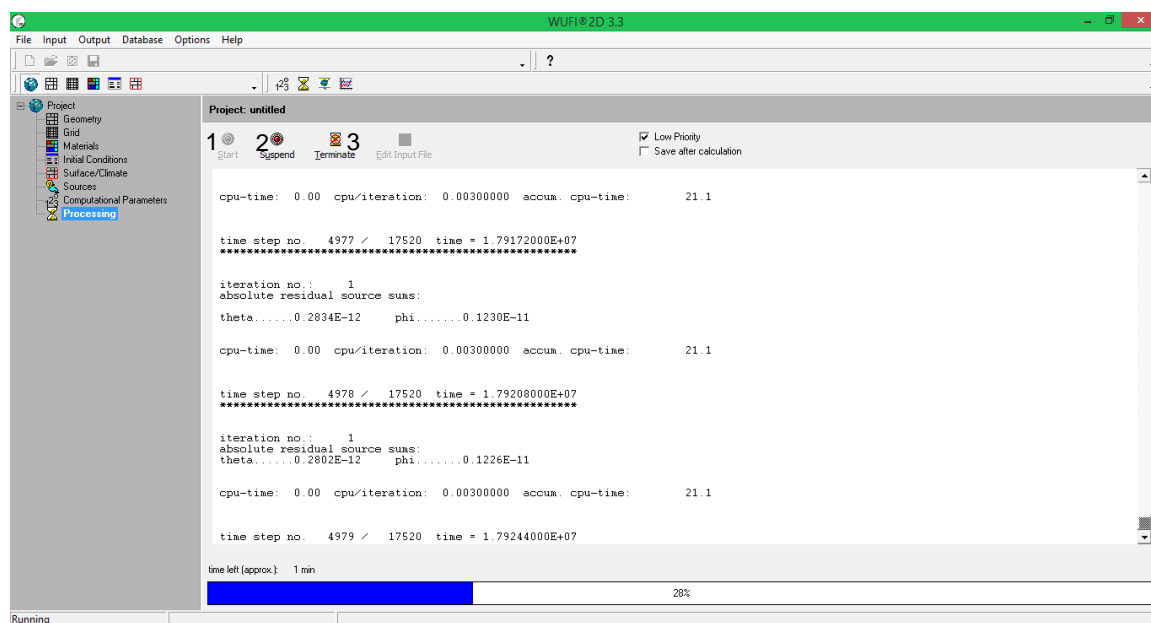 WUFI®2D 3.3
File Input Output Database Options Help
?
Project
Geometry
Grid
Materials
Initial Conditions
Surface/Climate
Sources
Computational Parameters
Processing
Project: untitled
1 2 3
Start Suspend Terminate Edit Input File
Low Priority
Save after calculation
cpu-time: 0.00 cpu/iteration: 0.00300000 accum. cpu-time: 21.1
time step no. 4977 / 17520 time = 1.79172000E+07
*****************************************************
iteration no.: 1
absolute residual source sums:
theta......0.2834E-12 phi.......0.1230E-11
cpu-time: 0.00 cpu/iteration: 0.00300000 accum. cpu-time: 21.1
time step no. 4978 / 17520 time = 1.79208000E+07
*****************************************************
iteration no.: 1
absolute residual source sums:
theta......0.2802E-12 phi.......0.1226E-11
cpu-time: 0.00 cpu/iteration: 0.00300000 accum. cpu-time: 21.1
time step no. 4979 / 17520 time = 1.79244000E+07
time left (approx.): 1 min
28%
Running